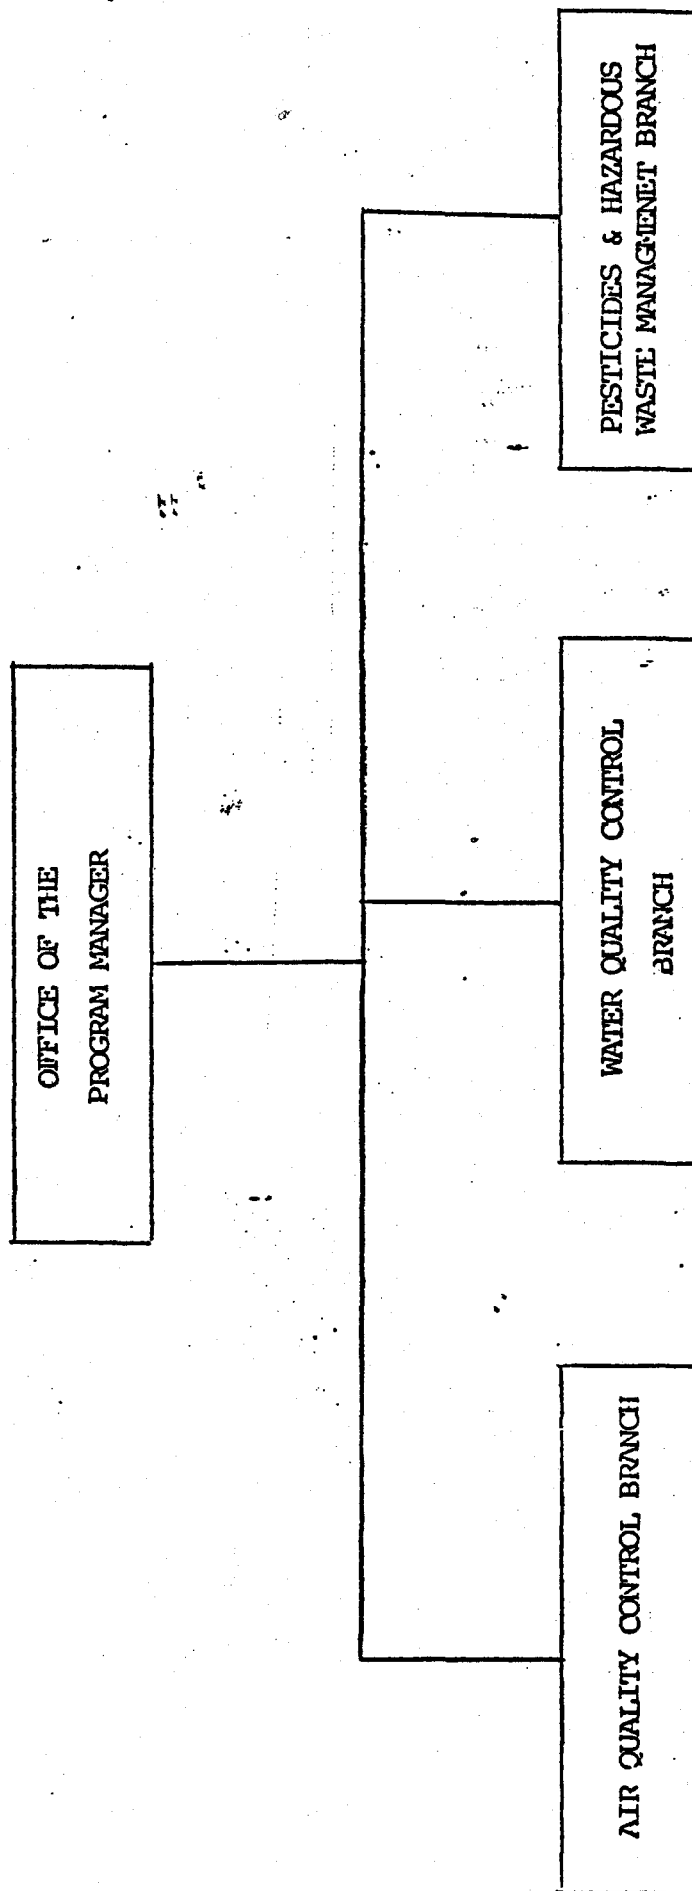 OFFICE OF THE
PROGRAM MANAGER
AIR QUALITY CONTROL BRANCH
WATER QUALITY CONTROL
BRANCH
PESTICIDES & HAZARDOUS
WASTE MANAGMENET BRANCH